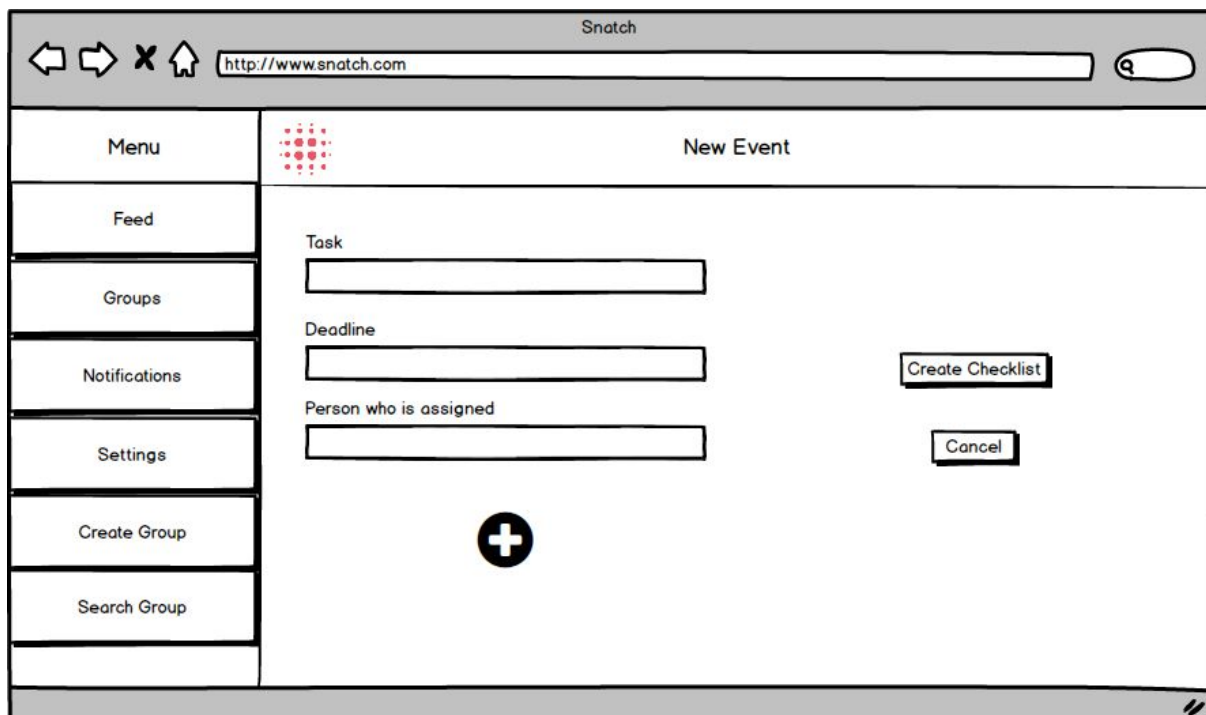 Snatch
http://www.snatch.com
Menu
New Event
Feed
Groups
Notifications
Settings
Create Group
Search Group
Task
Deadline
Person who is assigned
Create Checklist
Cancel